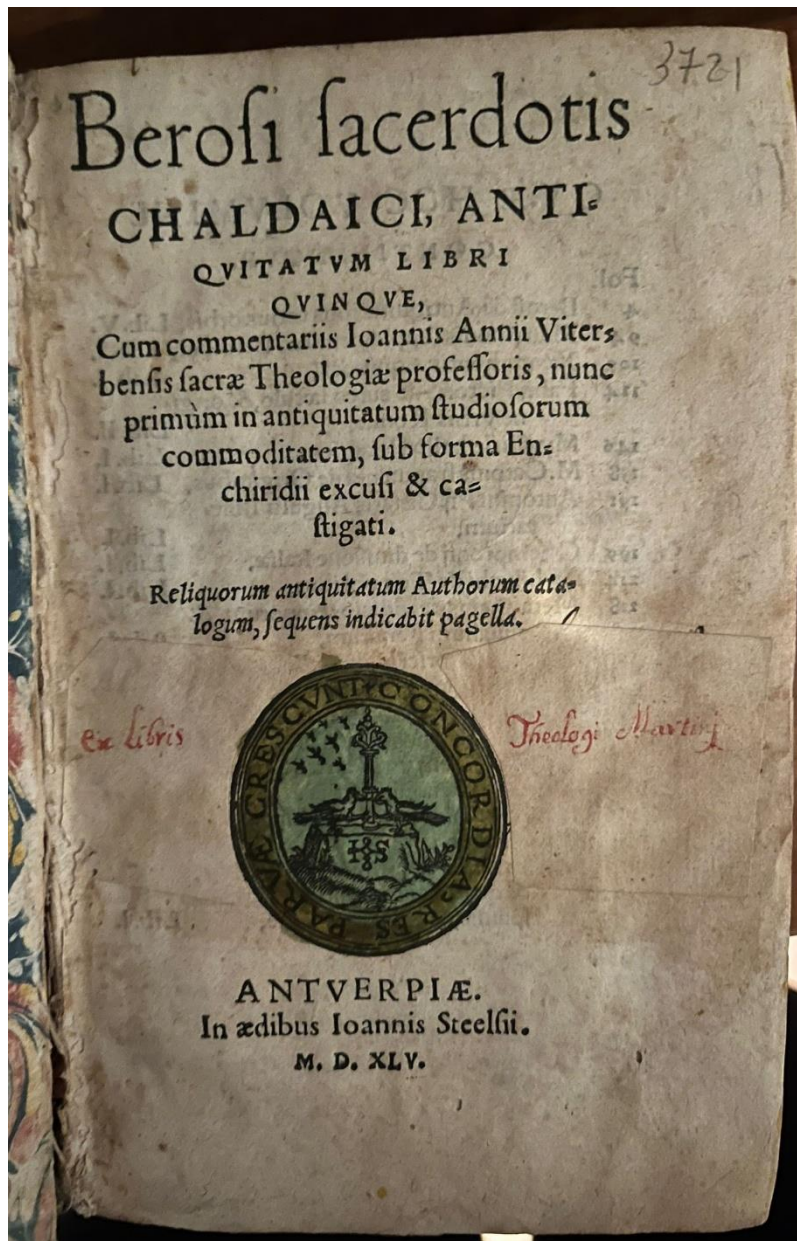 3721
Beroſi ſacerdotis
CHALDAICI, ANTI⸗
QVITATVM LIBRI
QVINQVE,
Cum commentariis Ioannis Annii Viter⸗
benſis ſacræ Theologiæ profeſſoris, nunc
primùm in antiquitatum ſtudioſorum
commoditatem, ſub forma En⸗
chiridii excuſi & ca⸗
ſtigati.
Reliquorum antiquitatum Authorum cata⸗
logum, ſequens indicabit pagella.
CONCORDIA RES PARVÆ CRESCVNT
ex libris Theologi Martinj
IHS
ANTVERPIÆ.
In ædibus Ioannis Steelſii.
M. D. XLV.